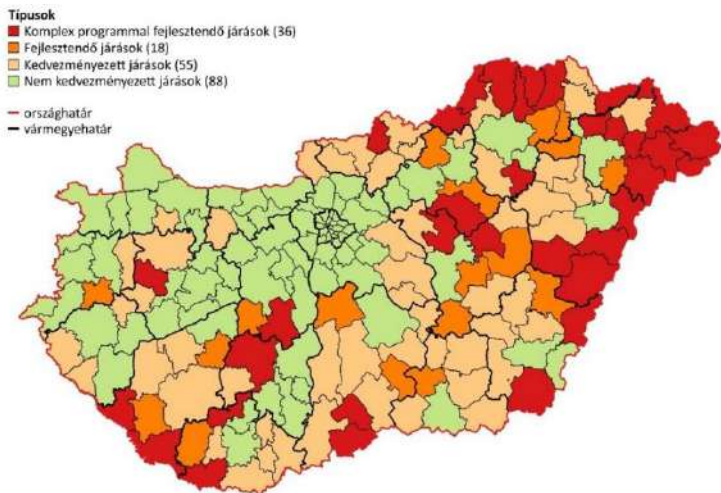 Típusok
Komplex programmal fejlesztendő járások (36)
Fejlesztendő járások (18)
Kedvezményezett járások (55)
Nem kedvezményezett járások (88)
országhatár
vármegyehatár